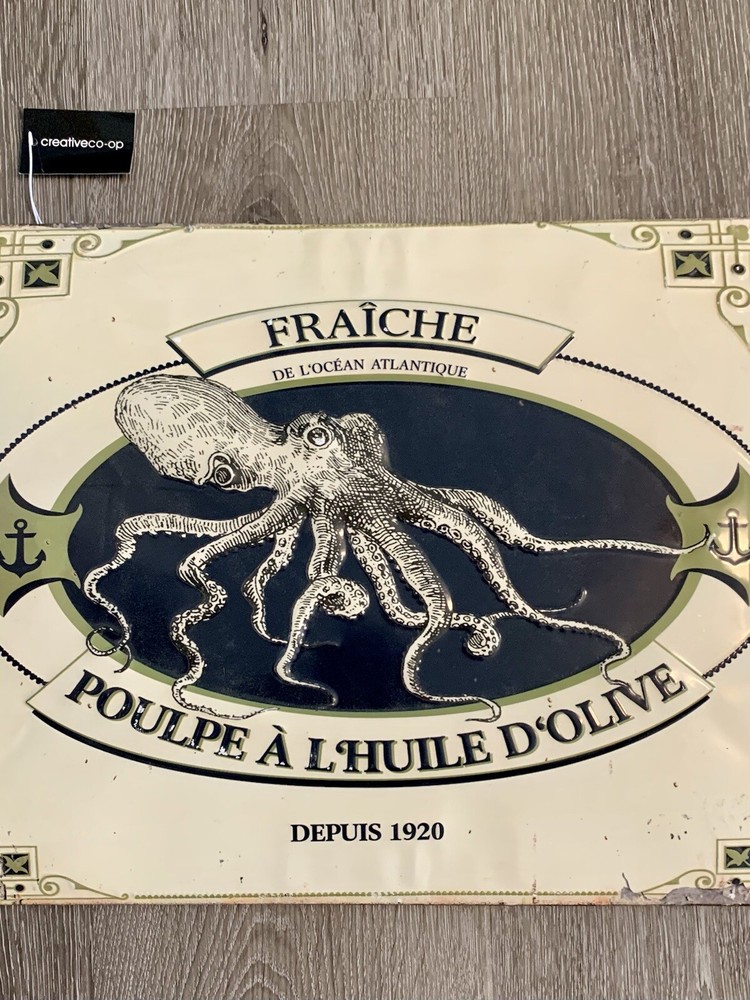 creativeco-op
FRAÎCHE
DE L'OCÉAN ATLANTIQUE
POULPE À L'HUILE D'OLIVE
DEPUIS 1920